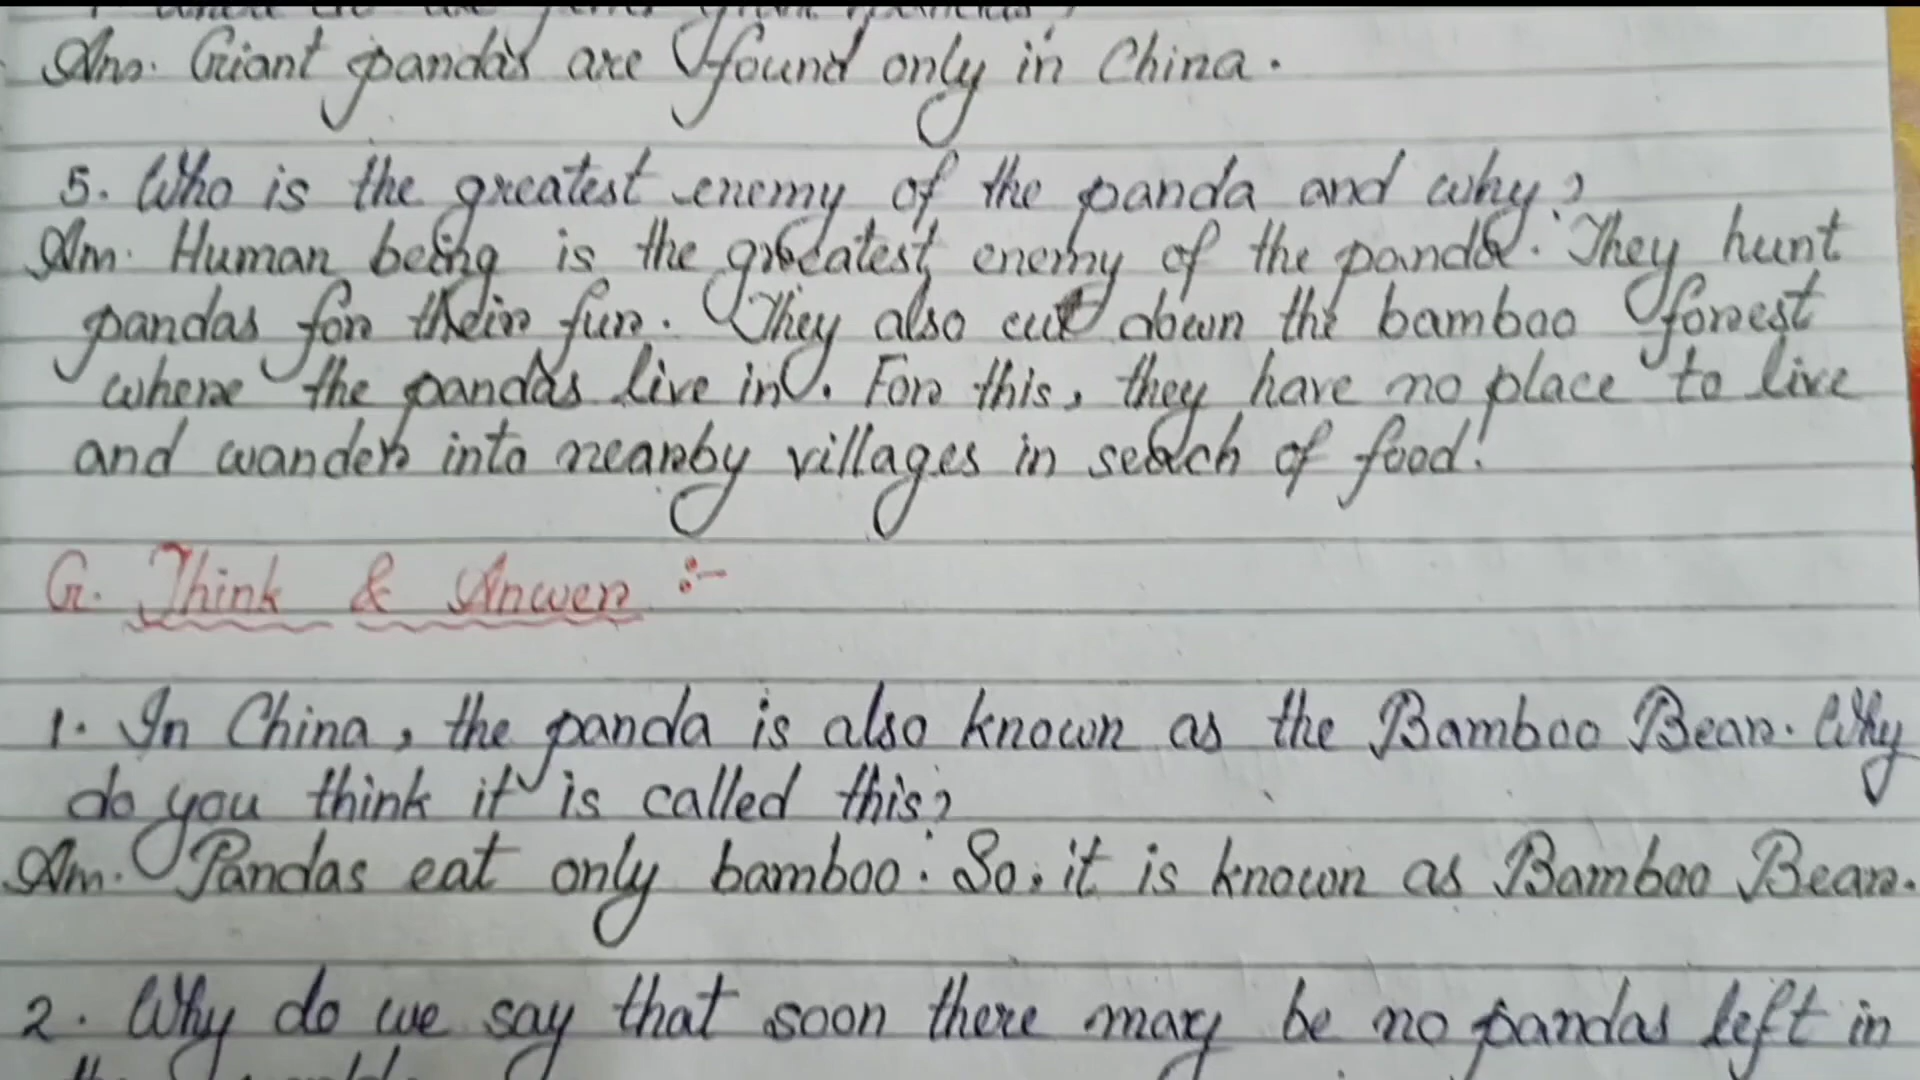 Ans. Giant pandas are found only in China.
5. Who is the greatest enemy of the panda and why?
Ans. Human being is the greatest enemy of the panda. They hunt
pandas for their fun. They also cut down the bamboo forest
where the pandas live in. For this, they have no place to live
and wander into nearby villages in seach of food.
G. Think & Anwer :-
1. In China, the panda is also known as the Bamboo Bear. Why
do you think it is called this?
Ans. Pandas eat only bamboo. So, it is known as Bamboo Bear.
2. Why do we say that soon there may be no pandas left in